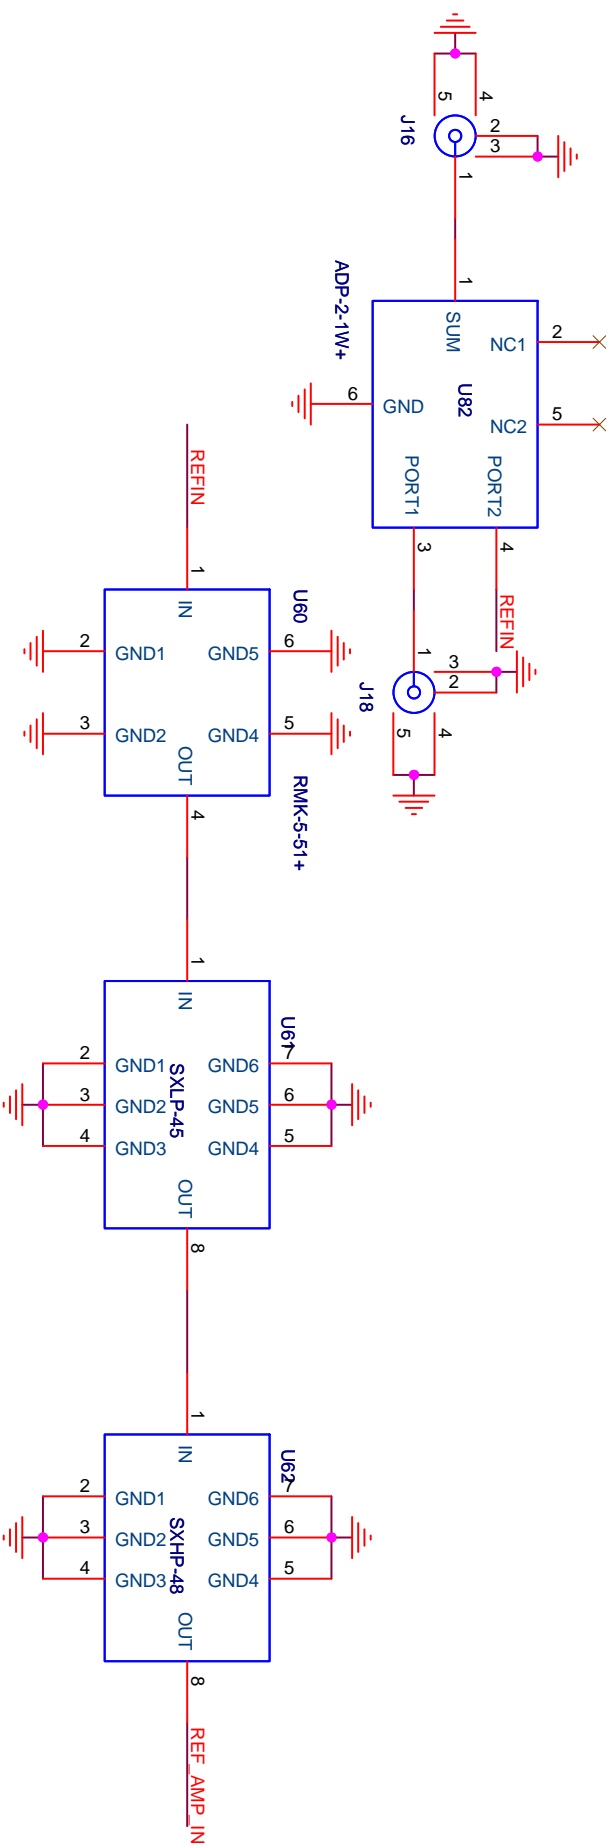 5
4
J16
2
3
1
1
ADP-2-1W+
SUM
NC1
2
U82
NC2
5
6
GND
PORT1
PORT2
3
4
REFIN
1
3
2
J18
5
4
REFIN
1
U60
IN
2
GND1
GND5
6
3
GND2
GND4
5
OUT
RMK-5-51+
4
1
IN
U61
2
GND1
GND6
7
3
GND2
SXLP-45
GND5
6
4
GND3
GND4
5
OUT
8
1
IN
U62
2
GND1
GND6
7
3
GND2
SXHP-48
GND5
6
4
GND3
GND4
5
OUT
8
REF_AMP_IN